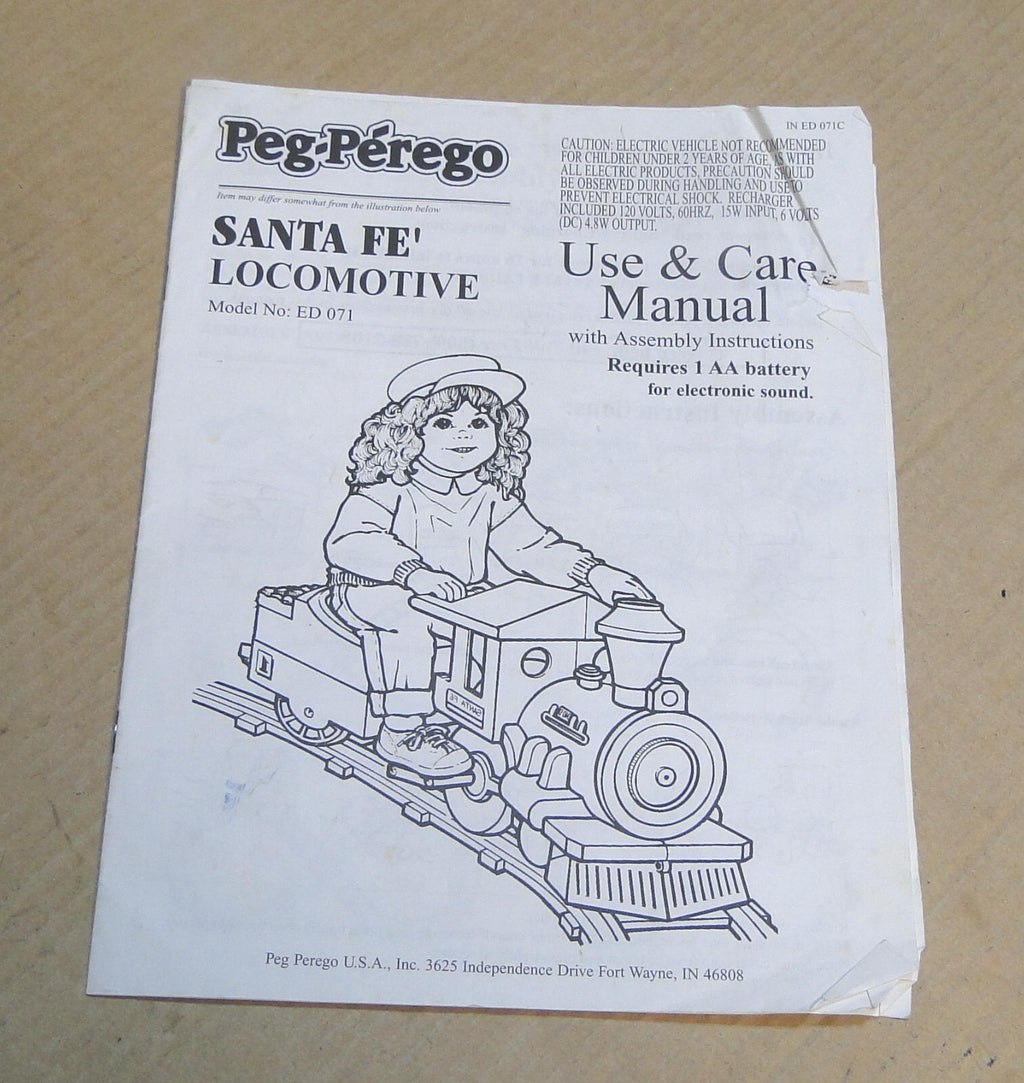 Peg-Pérego
Item may differ somewhat from the illustration below
SANTA FE'
LOCOMOTIVE
Model No: ED 071
IN ED 071C
CAUTION: ELECTRIC VEHICLE NOT RECOMMENDED
FOR CHILDREN UNDER 2 YEARS OF AGE. AS WITH
ALL ELECTRIC PRODUCTS, PRECAUTION SHOULD
BE OBSERVED DURING HANDLING AND USE TO
PREVENT ELECTRICAL SHOCK. RECHARGER
INCLUDED 120 VOLTS, 60HRZ, 15W INPUT, 6 VOLTS
(DC) 4.8W OUTPUT.
Use & Care
Manual
with Assembly Instructions
Requires 1 AA battery
for electronic sound.
1
SANTA FE
Peg Perego U.S.A., Inc. 3625 Independence Drive Fort Wayne, IN 46808